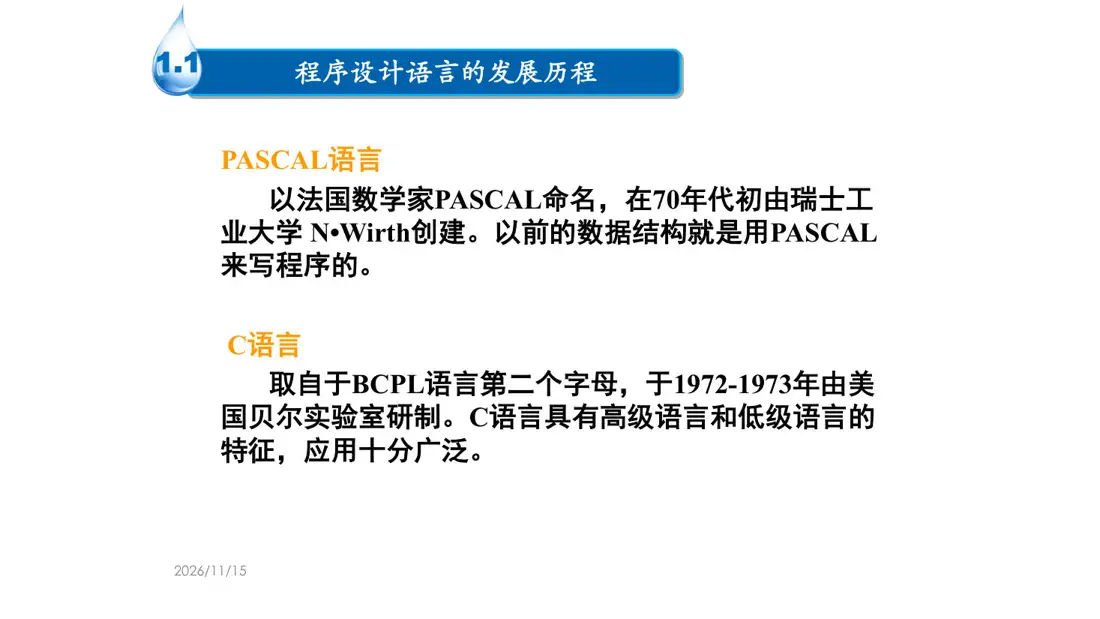 1.1
程序设计语言的发展历程
PASCAL语言
以法国数学家PASCAL命名，在70年代初由瑞士工
业大学 N•Wirth创建。以前的数据结构就是用PASCAL
来写程序的。
C语言
取自于BCPL语言第二个字母，于1972-1973年由美
国贝尔实验室研制。C语言具有高级语言和低级语言的
特征，应用十分广泛。
2026/11/15